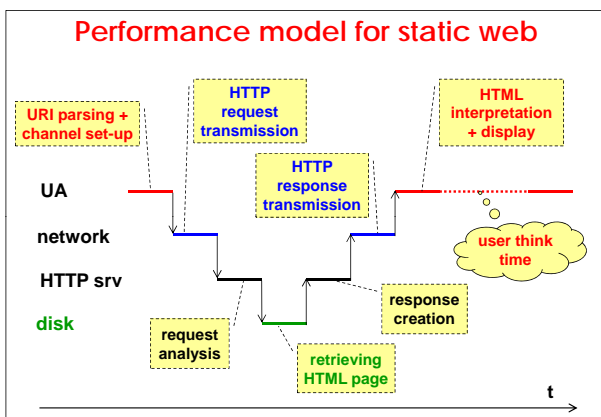 Performance model for static web
HTTP
request
transmission
HTML
interpretation
+ display
URI parsing +
channel set-up
HTTP
response
transmission
UA
network
user think
time
HTTP srv
response
creation
disk
request
analysis
retrieving
HTML page
t